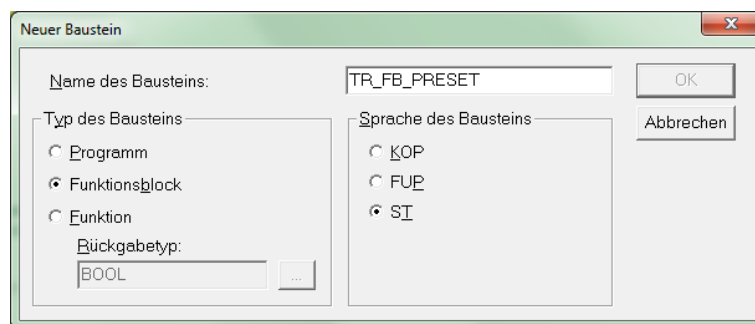 Neuer Baustein
Name des Bausteins:
TR_FB_PRESET
OK
Abbrechen
Typ des Bausteins
Programm
Funktionsblock
Funktion
Rückgabetyp:
BOOL
...
Sprache des Bausteins
KOP
FUP
ST